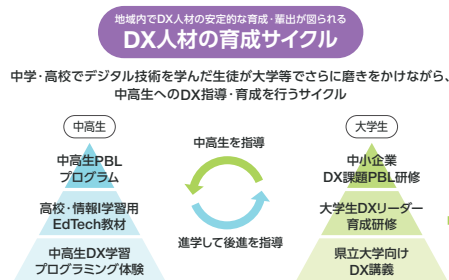 地域内でDX人材の安定的な育成・輩出が図られる
DX人材の育成サイクル
中学・高校でデジタル技術を学んだ生徒が大学等でさらに磨きをかけながら、
中高生へのDX指導・育成を行うサイクル
中高生
中高生PBL
プログラム
高校・情報I学習用
EdTech教材
中高生DX学習
プログラミング体験
中高生を指導
進学して後進を指導
大学生
中小企業
DX課題PBL研修
大学生DXリーダー
育成研修
県立大学向け
DX講義